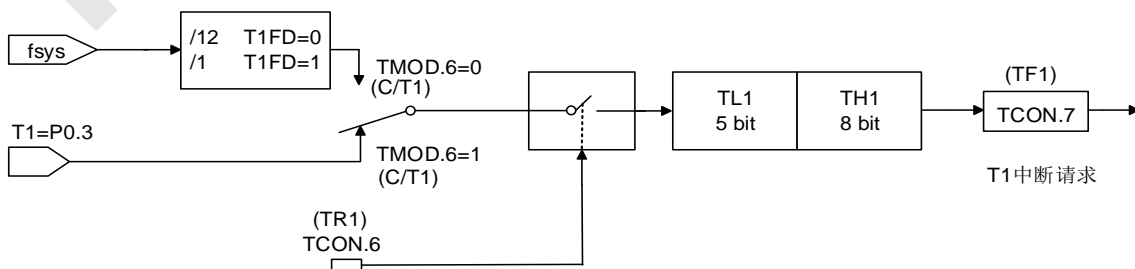 fsys
/12 T1FD=0
/1 T1FD=1
TMOD.6=0
(C/T1)
T1=P0.3
TMOD.6=1
(C/T1)
(TR1)
TCON.6
TL1
5 bit
TH1
8 bit
(TF1)
TCON.7
T1中断请求